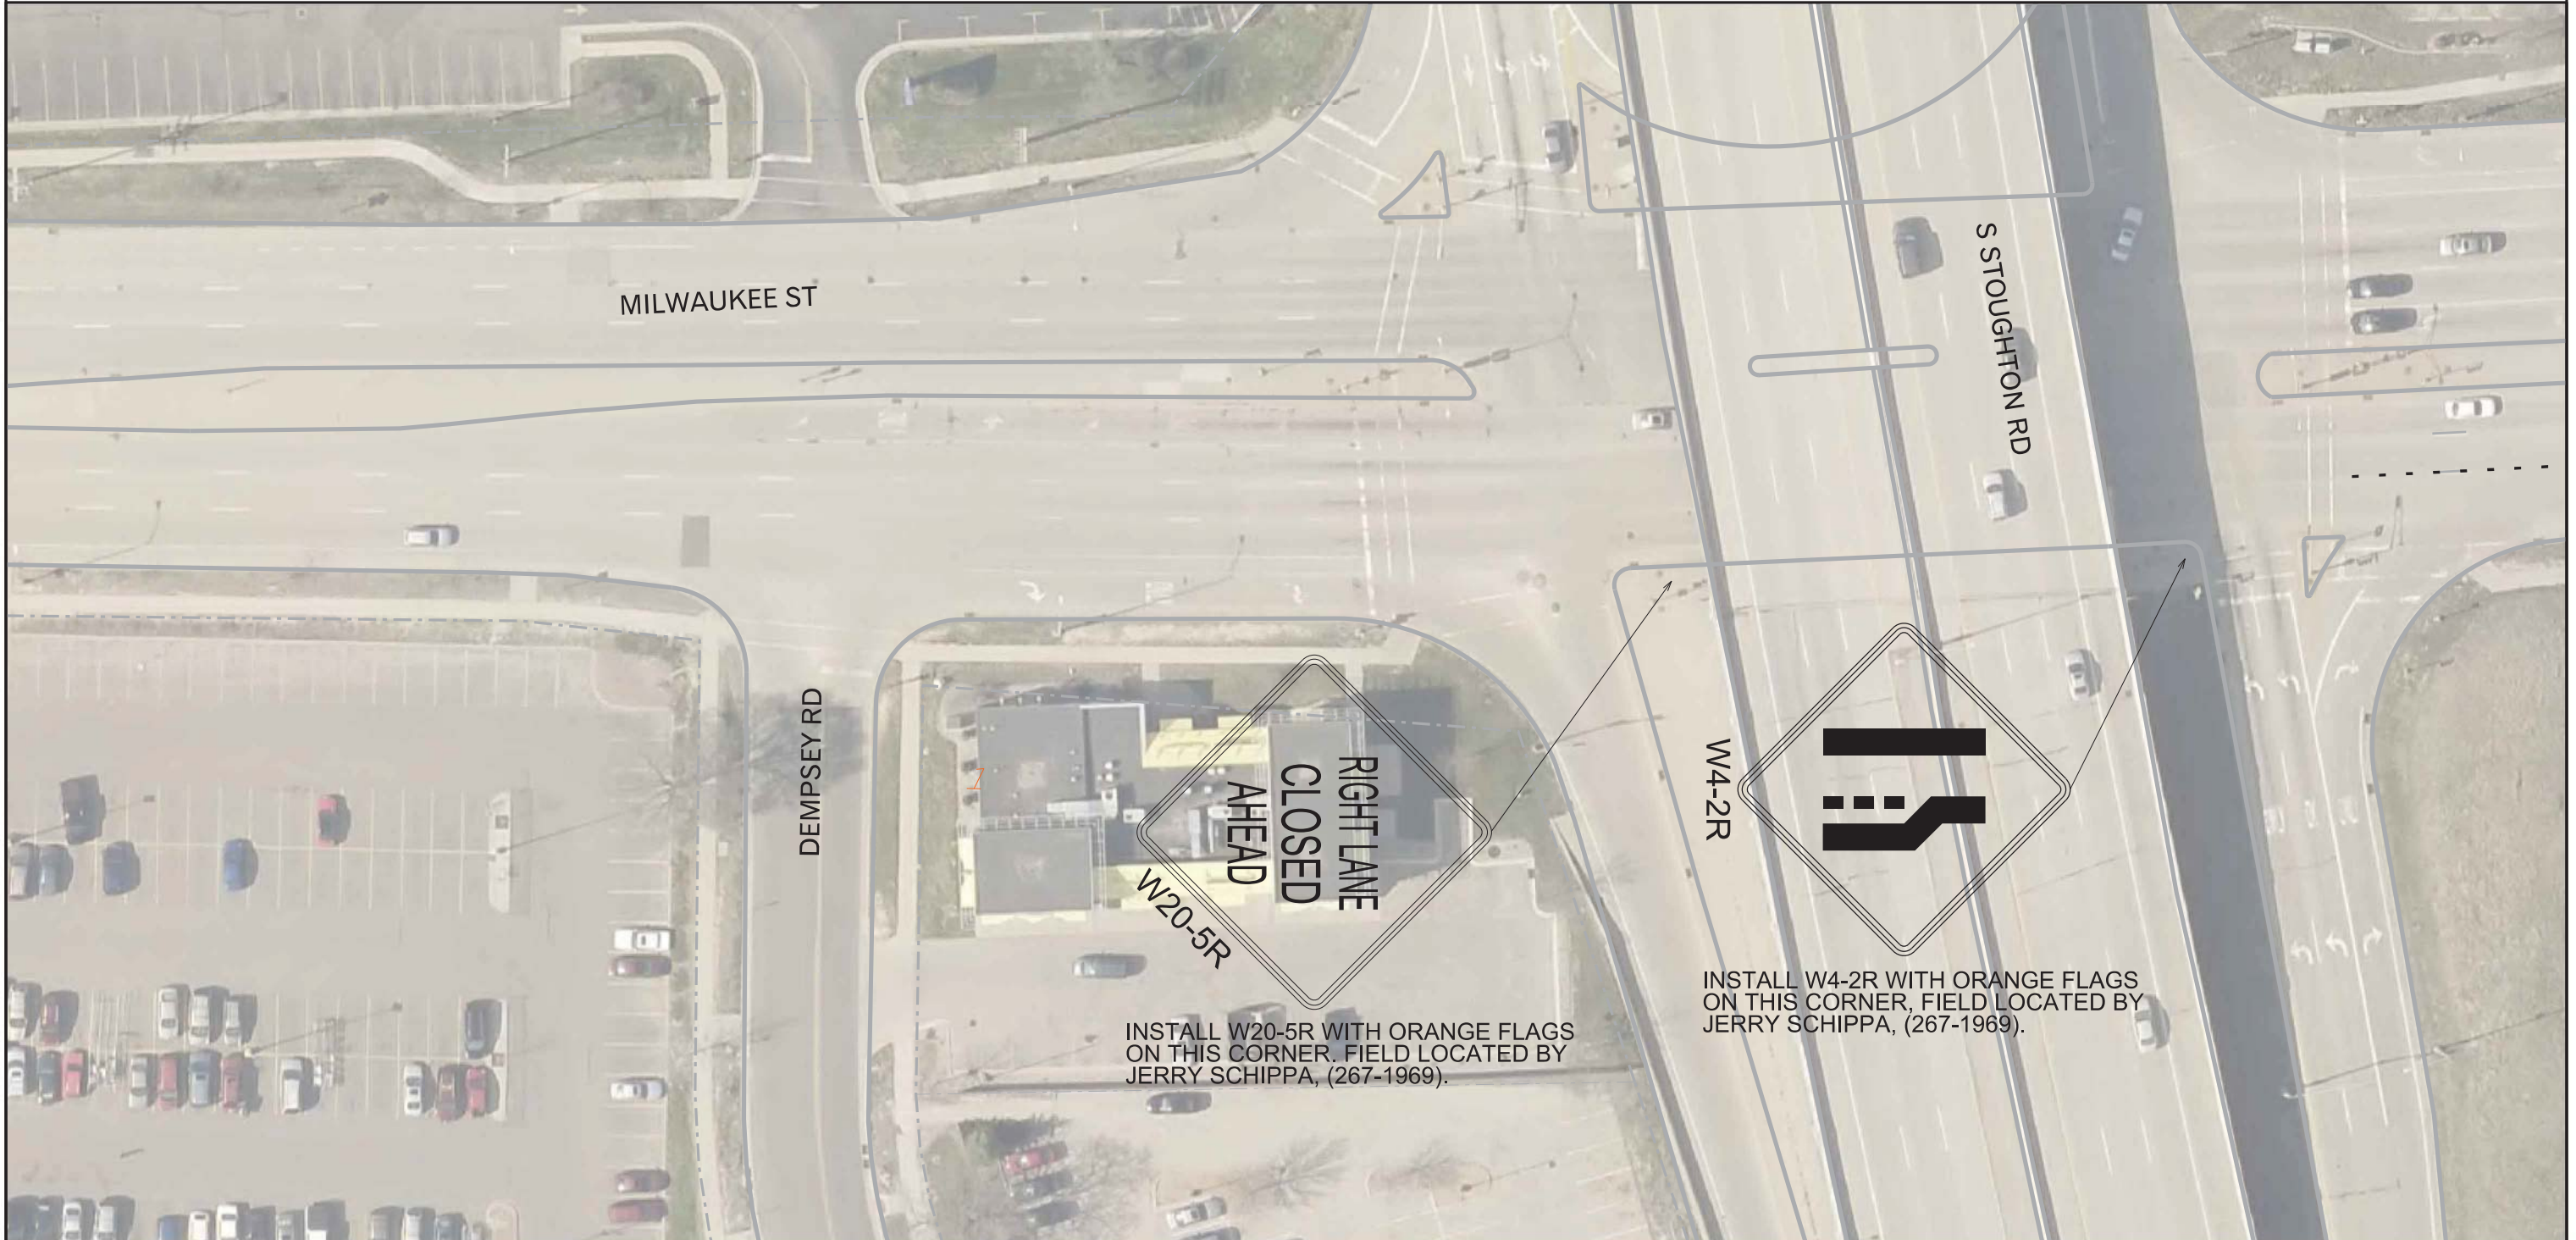 MILWAUKEE ST
S STOUGHTON RD
DEMPSEY RD
RIGHT LANE
CLOSED
AHEAD
W20-5R
INSTALL W20-5R WITH ORANGE FLAGS
ON THIS CORNER. FIELD LOCATED BY
JERRY SCHIPPA, (267-1969).
W4-2R
INSTALL W4-2R WITH ORANGE FLAGS
ON THIS CORNER, FIELD LOCATED BY
JERRY SCHIPPA, (267-1969).